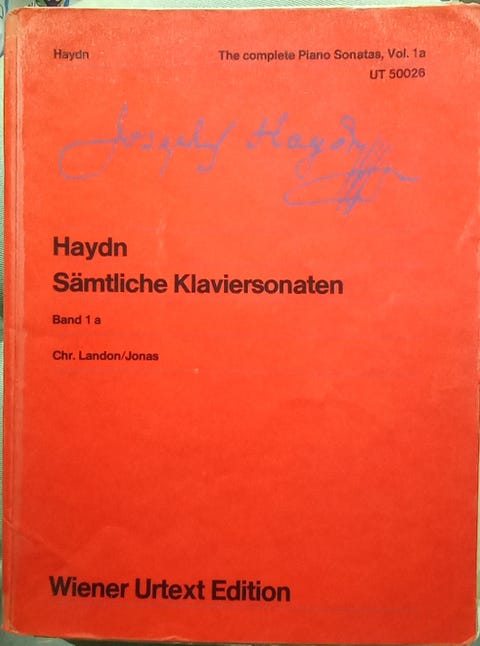 Haydn The complete Piano Sonatas, Vol. 1a
UT 50026
Joseph Haydn
Haydn
Sämtliche Klaviersonaten
Band 1 a
Chr. Landon/Jonas
Wiener Urtext Edition